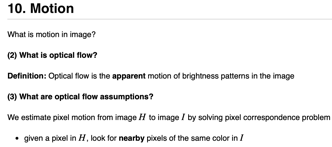 10. Motion
What is motion in image?
(2) What is optical flow?
Definition: Optical flow is the apparent motion of brightness patterns in the image
(3) What are optical flow assumptions?
We estimate pixel motion from image H to image I by solving pixel correspondence problem
• given a pixel in H, look for nearby pixels of the same color in I